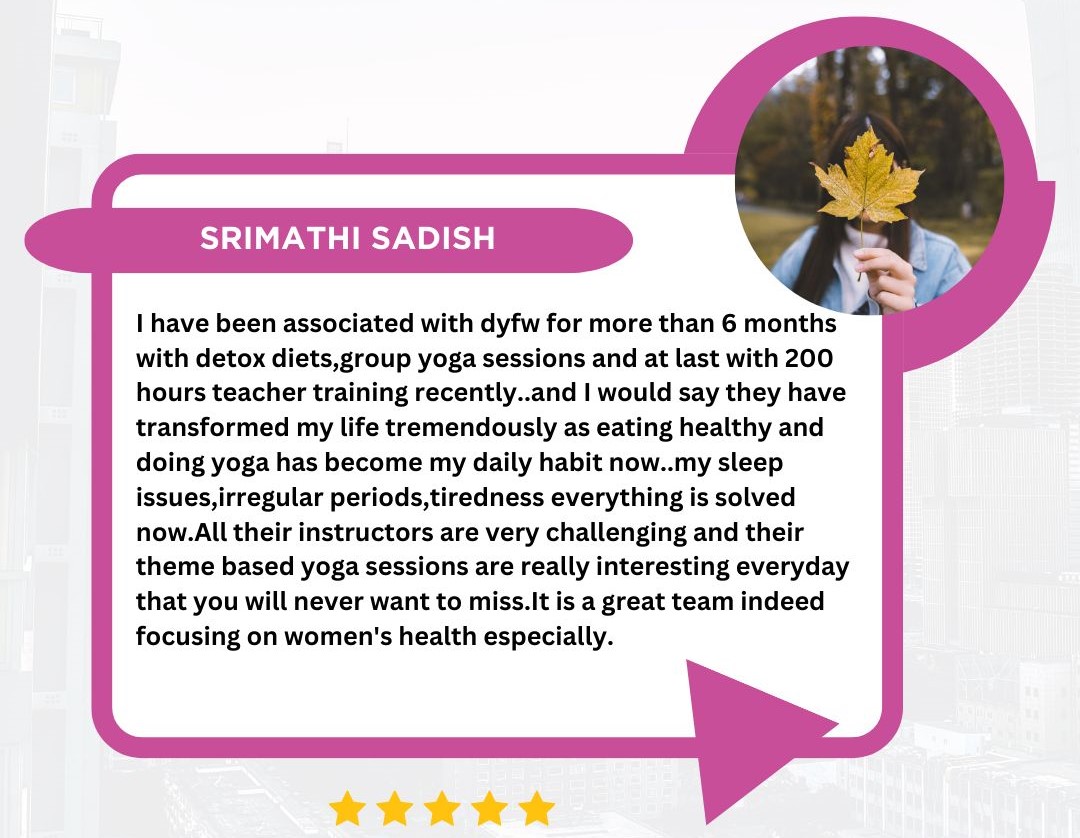 SRIMATHI SADISH
I have been associated with dyfw for more than 6 months
with detox diets,group yoga sessions and at last with 200
hours teacher training recently..and I would say they have
transformed my life tremendously as eating healthy and
doing yoga has become my daily habit now..my sleep
issues,irregular periods,tiredness everything is solved
now.All their instructors are very challenging and their
theme based yoga sessions are really interesting everyday
that you will never want to miss.It is a great team indeed
focusing on women's health especially.